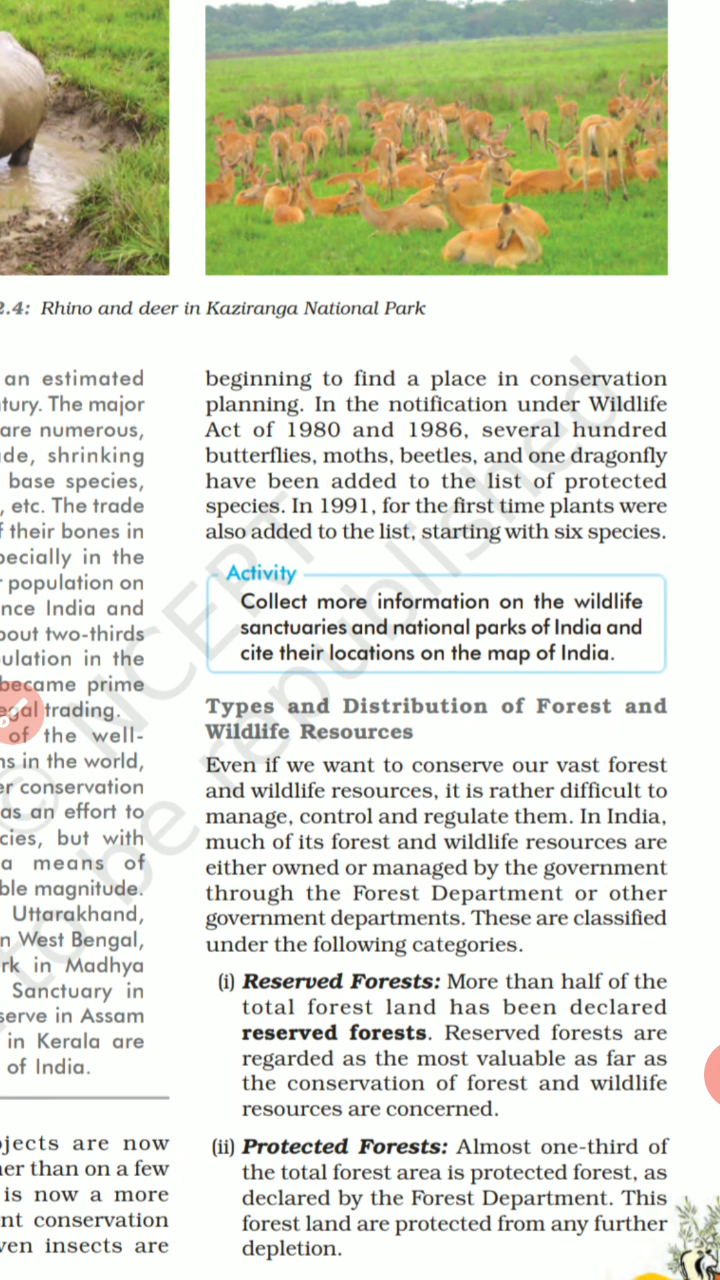 2.4: Rhino and deer in Kaziranga National Park
an estimated
tury. The major
are numerous,
de, shrinking
base species,
, etc. The trade
f their bones in
pecially in the
population on
nce India and
bout two-thirds
ulation in the
became prime
egal trading.
of the well-
ns in the world,
er conservation
as an effort to
cies, but with
a means of
ble magnitude.
Uttarakhand,
n West Bengal,
rk in Madhya
Sanctuary in
serve in Assam
in Kerala are
of India.
jects are now
her than on a few
is now a more
nt conservation
ven insects are
beginning to find a place in conservation
planning. In the notification under Wildlife
Act of 1980 and 1986, several hundred
butterflies, moths, beetles, and one dragonfly
have been added to the list of protected
species. In 1991, for the first time plants were
also added to the list, starting with six species.
Activity
Collect more information on the wildlife
sanctuaries and national parks of India and
cite their locations on the map of India.
Types and Distribution of Forest and
Wildlife Resources
Even if we want to conserve our vast forest
and wildlife resources, it is rather difficult to
manage, control and regulate them. In India,
much of its forest and wildlife resources are
either owned or managed by the government
through the Forest Department or other
government departments. These are classified
under the following categories.
(i) Reserved Forests: More than half of the
total forest land has been declared
reserved forests. Reserved forests are
regarded as the most valuable as far as
the conservation of forest and wildlife
resources are concerned.
(ii) Protected Forests: Almost one-third of
the total forest area is protected forest, as
declared by the Forest Department. This
forest land are protected from any further
depletion.
© NCERT
to be republished